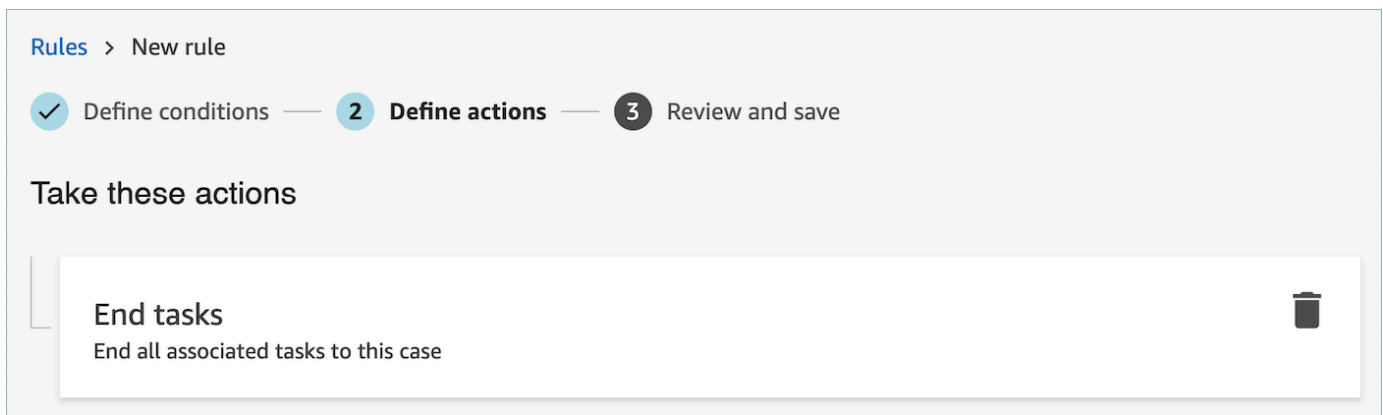 Rules > New rule
Define conditions 2 Define actions 3 Review and save
Take these actions
End tasks
End all associated tasks to this case